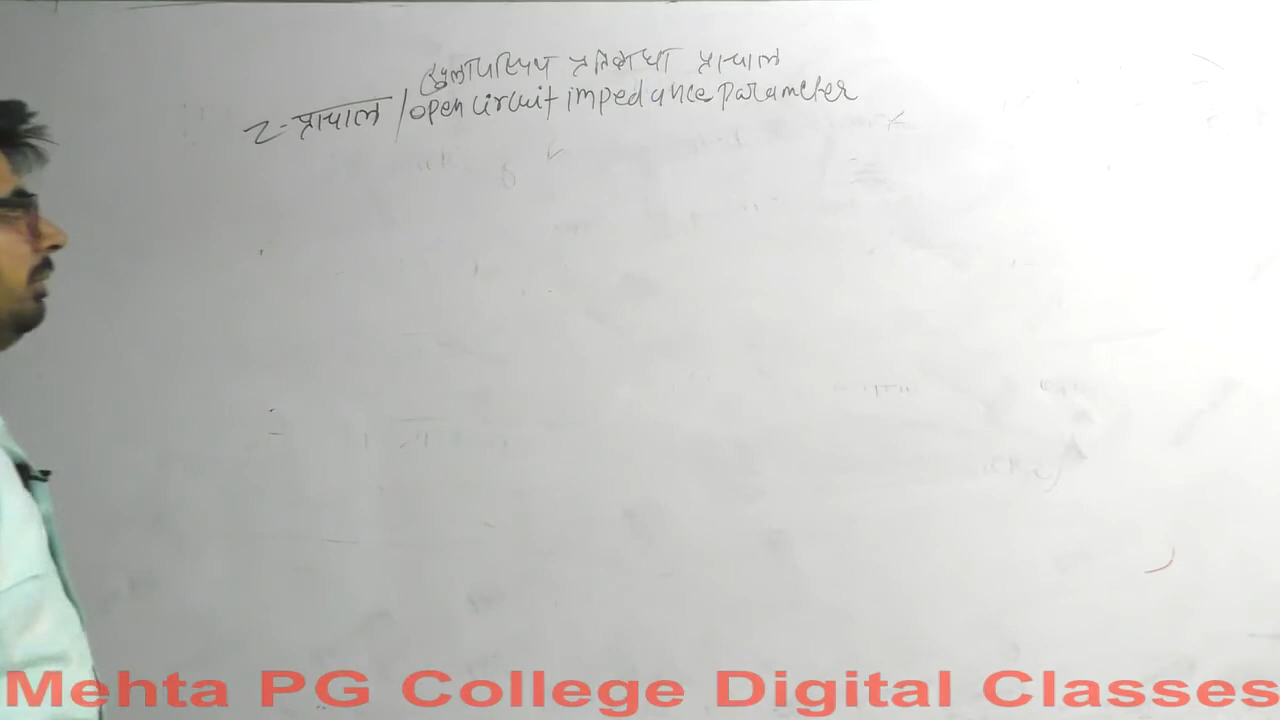 खुलापरिपथ प्रतिबाधा प्राचाल
Z- प्राचाल / open circuit impedance parameter
Mehta PG College Digital Classes